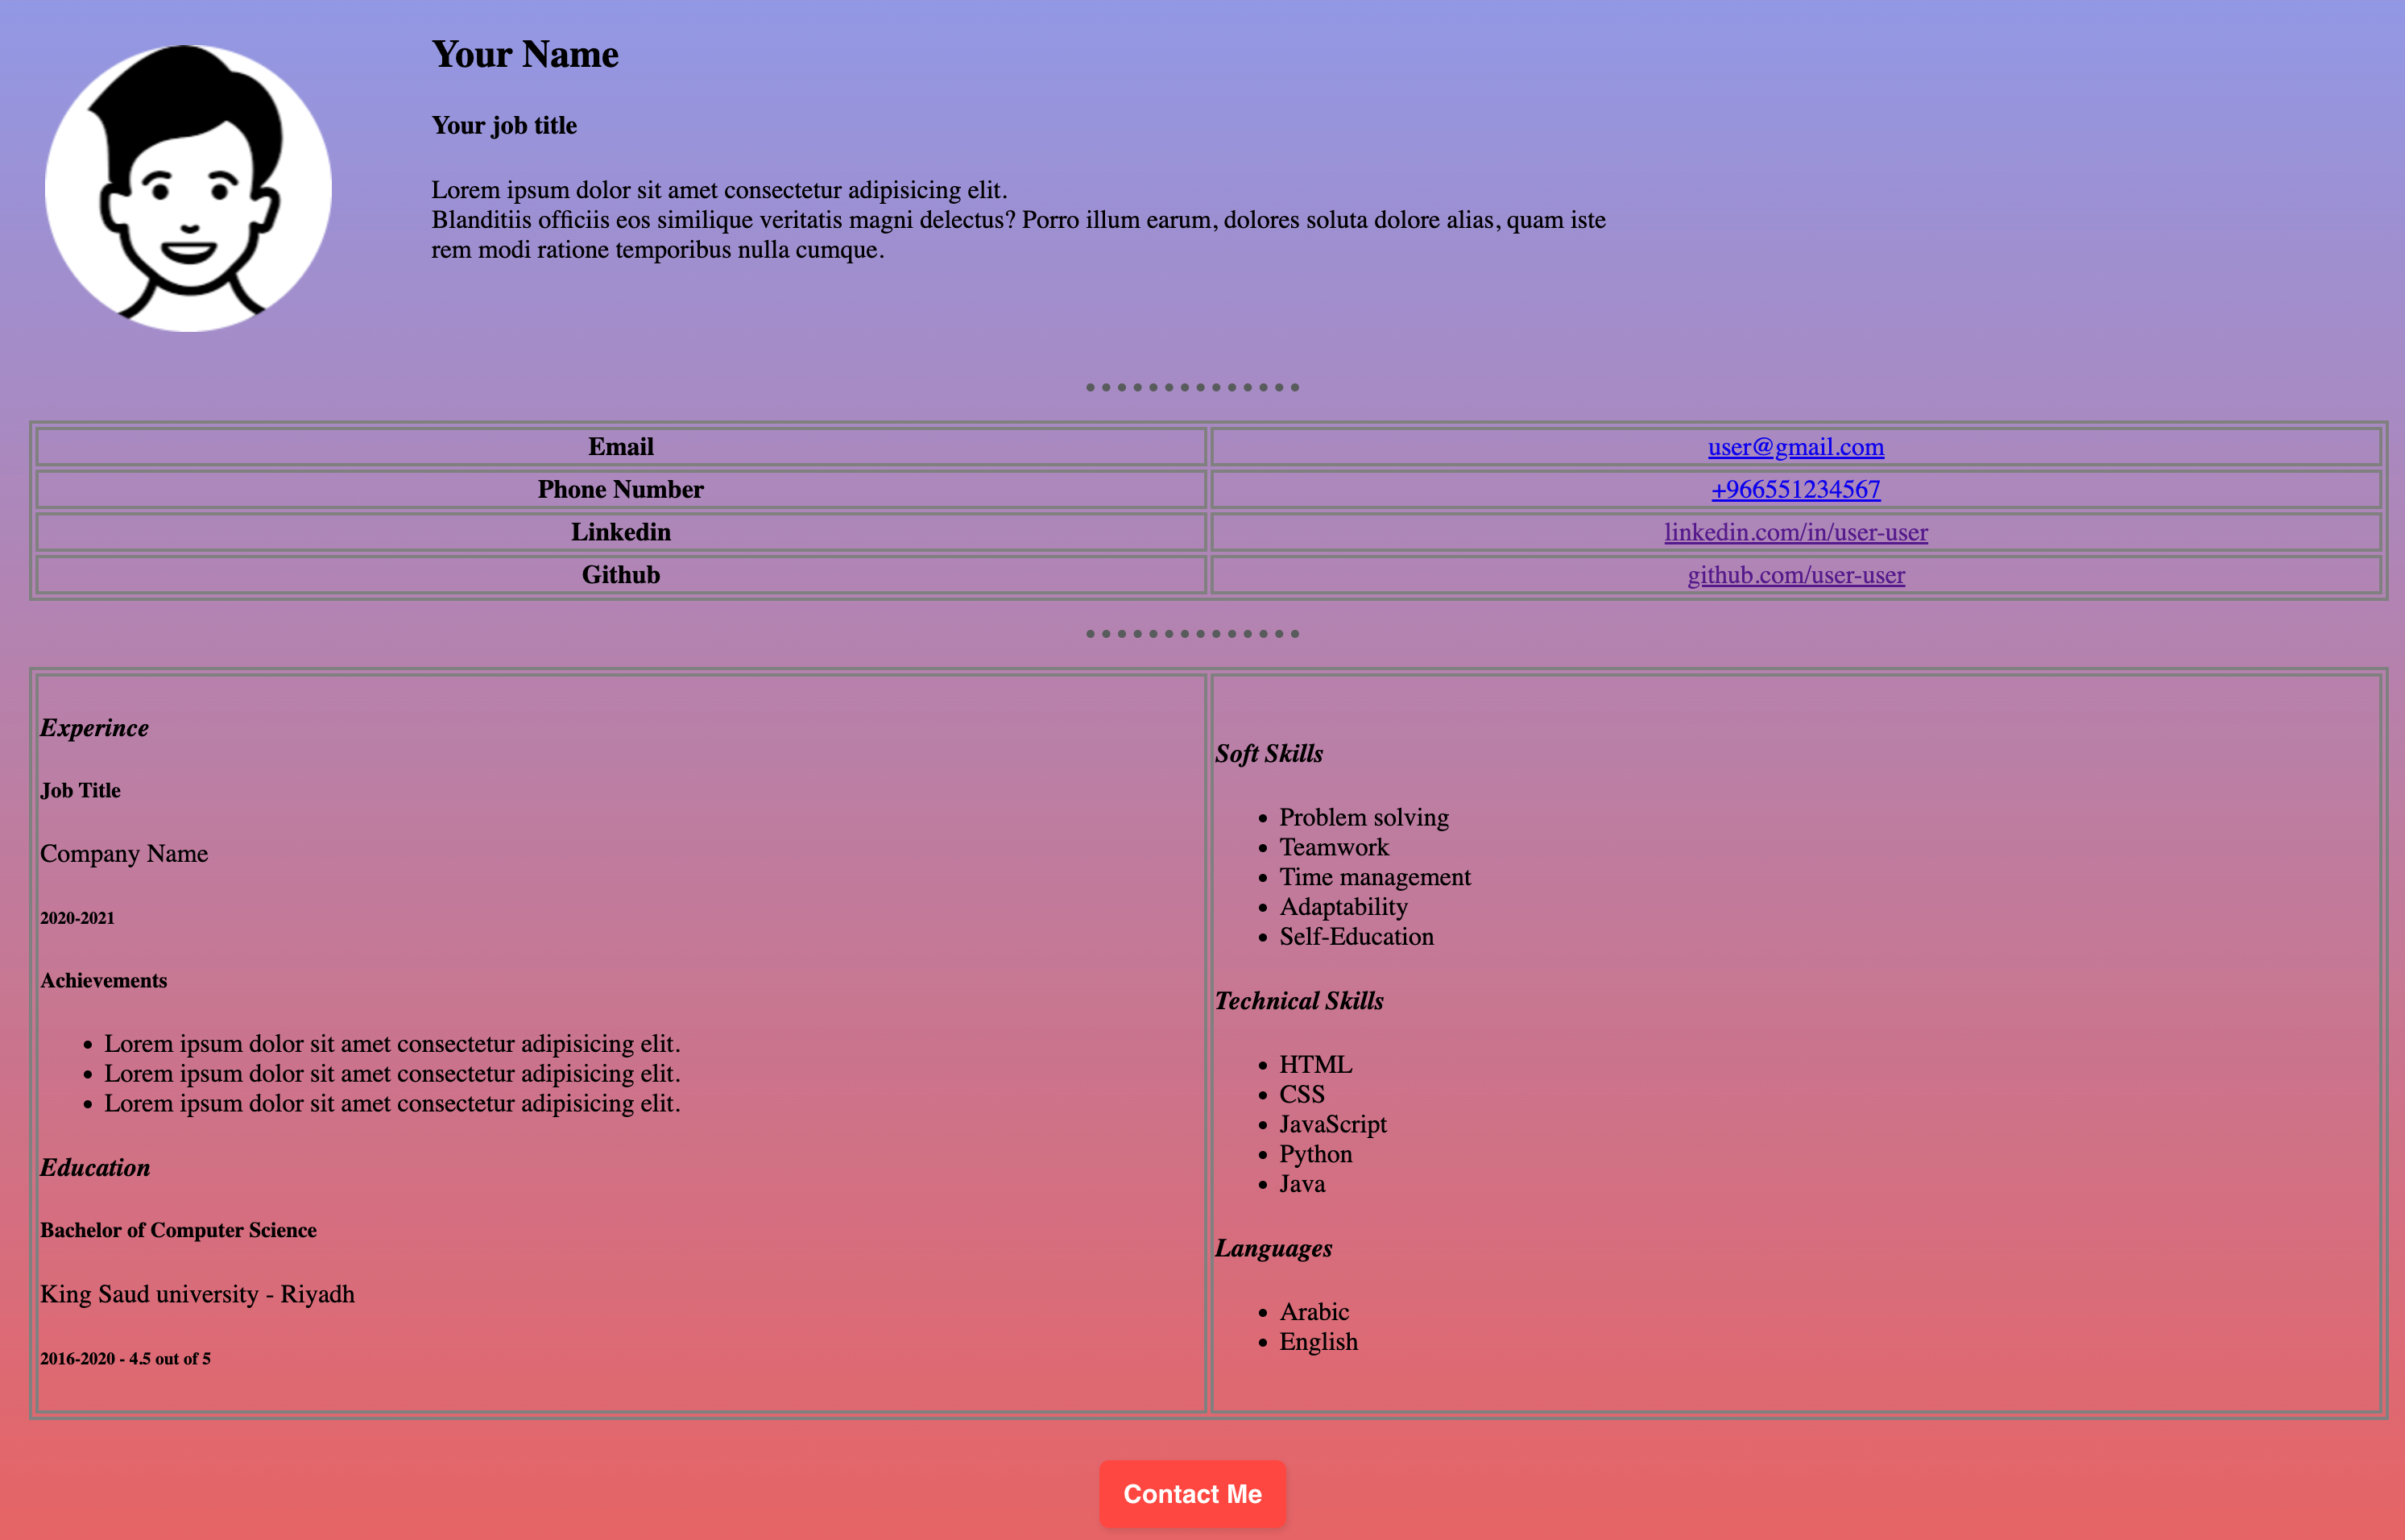 Your Name
Your job title
Lorem ipsum dolor sit amet consectetur adipisicing elit.
Blanditiis officiis eos similique veritatis magni delectus? Porro illum earum, dolores soluta dolore alias, quam iste
rem modi ratione temporibus nulla cumque.
Email user@gmail.com
Phone Number +966551234567
Linkedin linkedin.com/in/user-user
Github github.com/user-user
Experince
Job Title
Company Name
2020-2021
Achievements
• Lorem ipsum dolor sit amet consectetur adipisicing elit.
• Lorem ipsum dolor sit amet consectetur adipisicing elit.
• Lorem ipsum dolor sit amet consectetur adipisicing elit.
Education
Bachelor of Computer Science
King Saud university - Riyadh
2016-2020 - 4.5 out of 5
Soft Skills
• Problem solving
• Teamwork
• Time management
• Adaptability
• Self-Education
Technical Skills
• HTML
• CSS
• JavaScript
• Python
• Java
Languages
• Arabic
• English
Contact Me